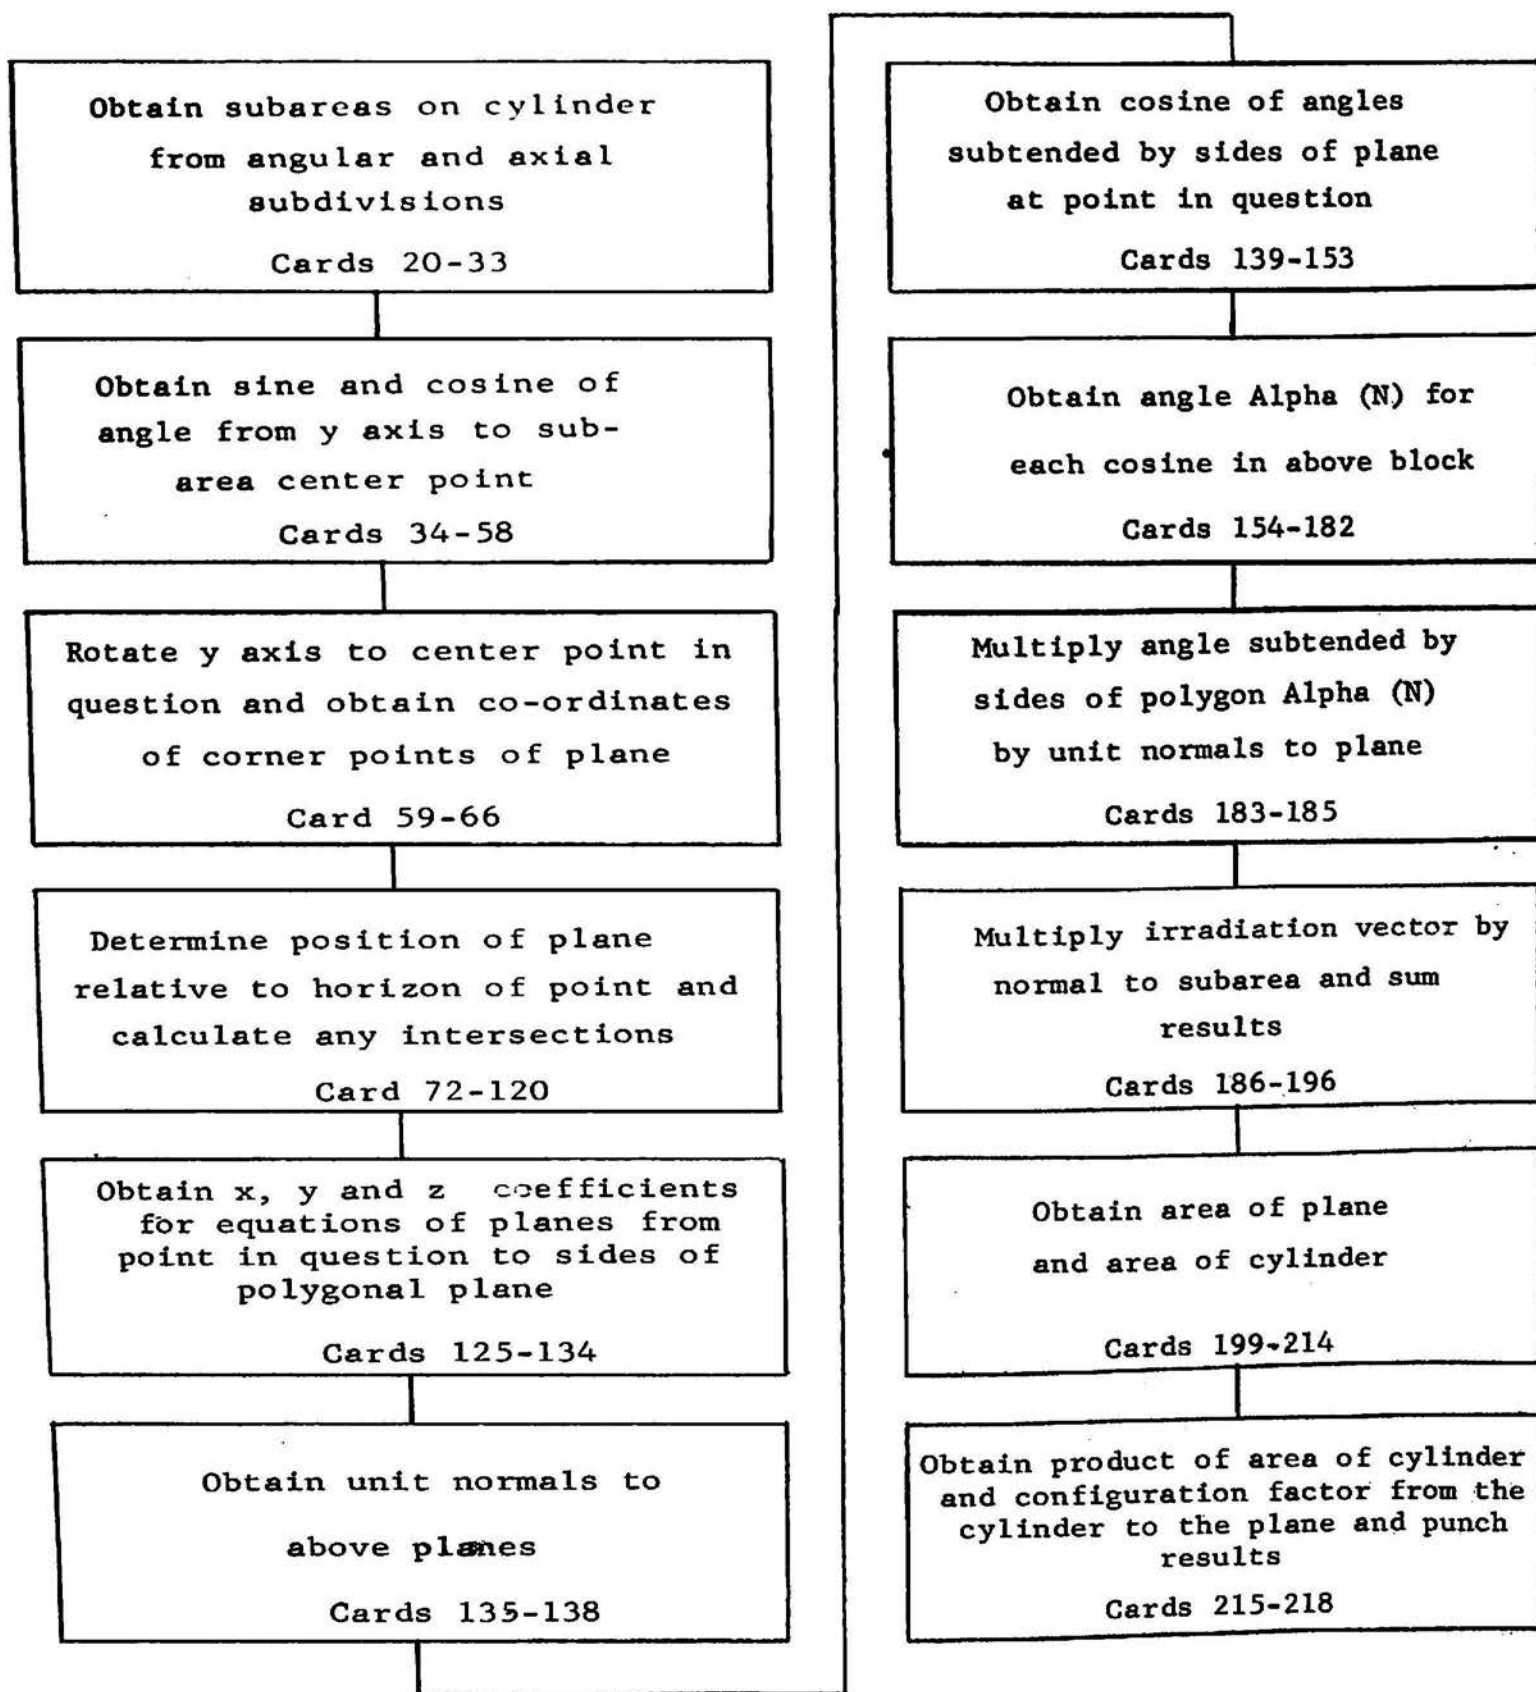 Obtain subareas on cylinder
from angular and axial
subdivisions
Cards 20-33
Obtain sine and cosine of
angle from y axis to sub-
area center point
Cards 34-58
Rotate y axis to center point in
question and obtain co-ordinates
of corner points of plane
Card 59-66
Determine position of plane
relative to horizon of point and
calculate any intersections
Card 72-120
Obtain x, y and z coefficients
for equations of planes from
point in question to sides of
polygonal plane
Cards 125-134
Obtain unit normals to
above planes
Cards 135-138
Obtain cosine of angles
subtended by sides of plane
at point in question
Cards 139-153
Obtain angle Alpha (N) for
each cosine in above block
Cards 154-182
Multiply angle subtended by
sides of polygon Alpha (N)
by unit normals to plane
Cards 183-185
Multiply irradiation vector by
normal to subarea and sum
results
Cards 186-196
Obtain area of plane
and area of cylinder
Cards 199-214
Obtain product of area of cylinder
and configuration factor from the
cylinder to the plane and punch
results
Cards 215-218